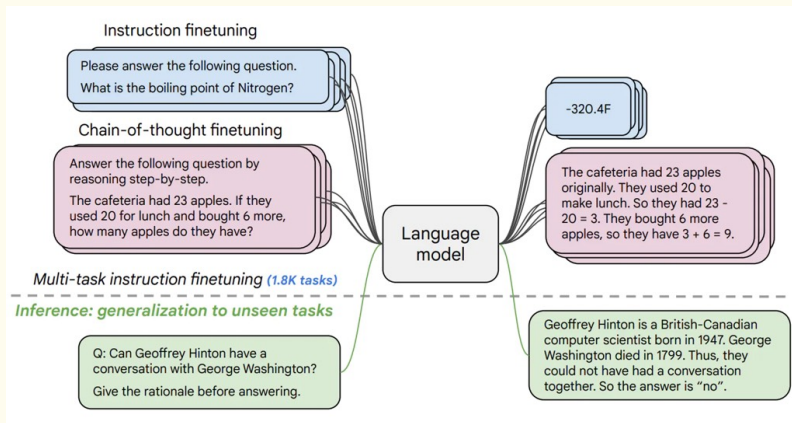 Instruction finetuning
Please answer the following question.
What is the boiling point of Nitrogen?
-320.4F
Chain-of-thought finetuning
Answer the following question by
reasoning step-by-step.
The cafeteria had 23 apples. If they
used 20 for lunch and bought 6 more,
how many apples do they have?
Language
model
The cafeteria had 23 apples
originally. They used 20 to
make lunch. So they had 23 -
20 = 3. They bought 6 more
apples, so they have 3 + 6 = 9.
Multi-task instruction finetuning (1.8K tasks)
Inference: generalization to unseen tasks
Q: Can Geoffrey Hinton have a
conversation with George Washington?
Give the rationale before answering.
Geoffrey Hinton is a British-Canadian
computer scientist born in 1947. George
Washington died in 1799. Thus, they
could not have had a conversation
together. So the answer is “no”.